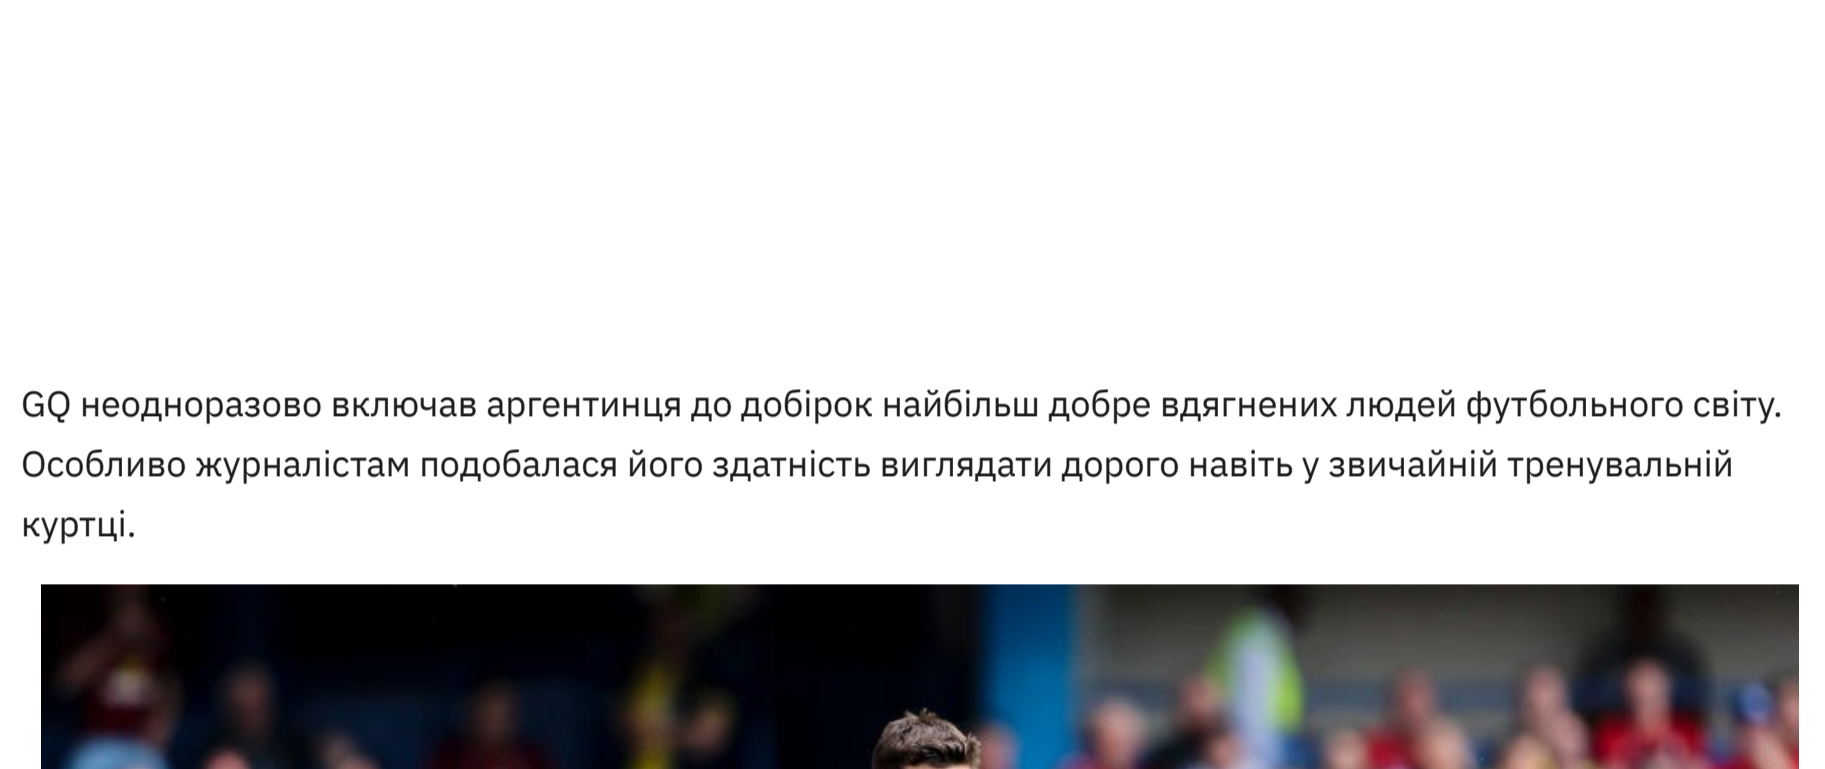 GQ неодноразово включав аргентинця до добірок найбільш добре вдягнених людей футбольного світу.
Особливо журналістам подобалася його здатність виглядати дорого навіть у звичайній тренувальній
куртці.